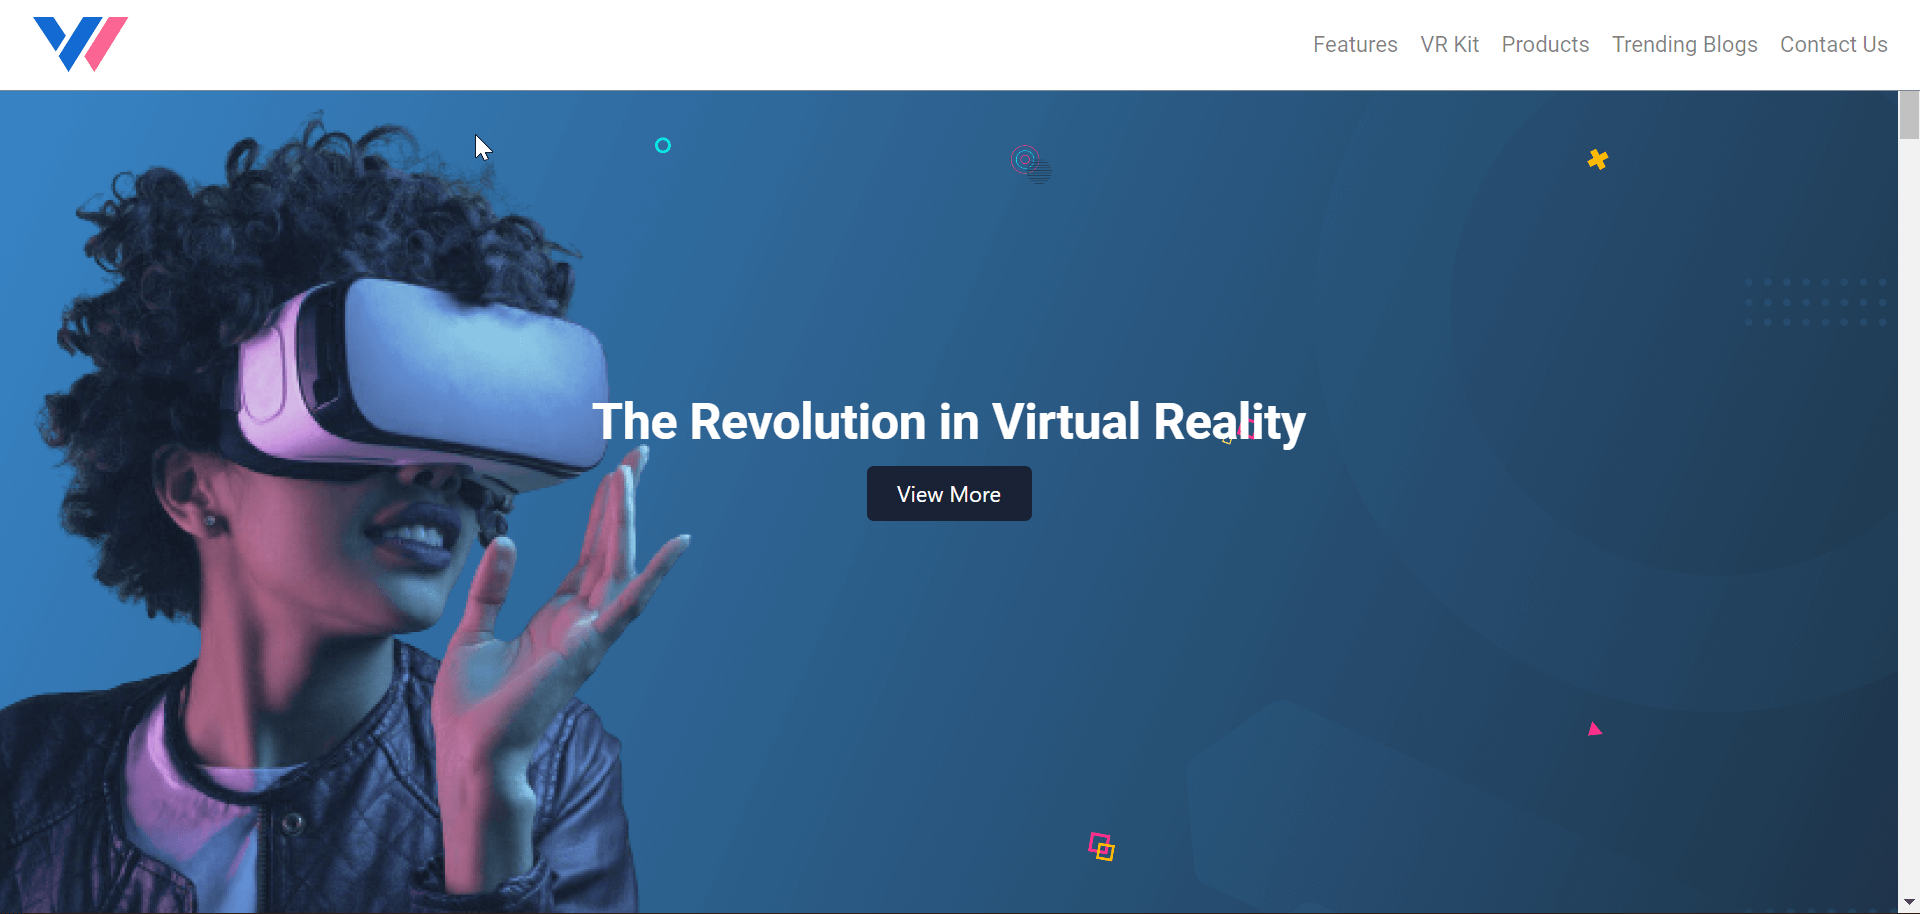 Features VR Kit Products Trending Blogs Contact Us
The Revolution in Virtual Reality
View More